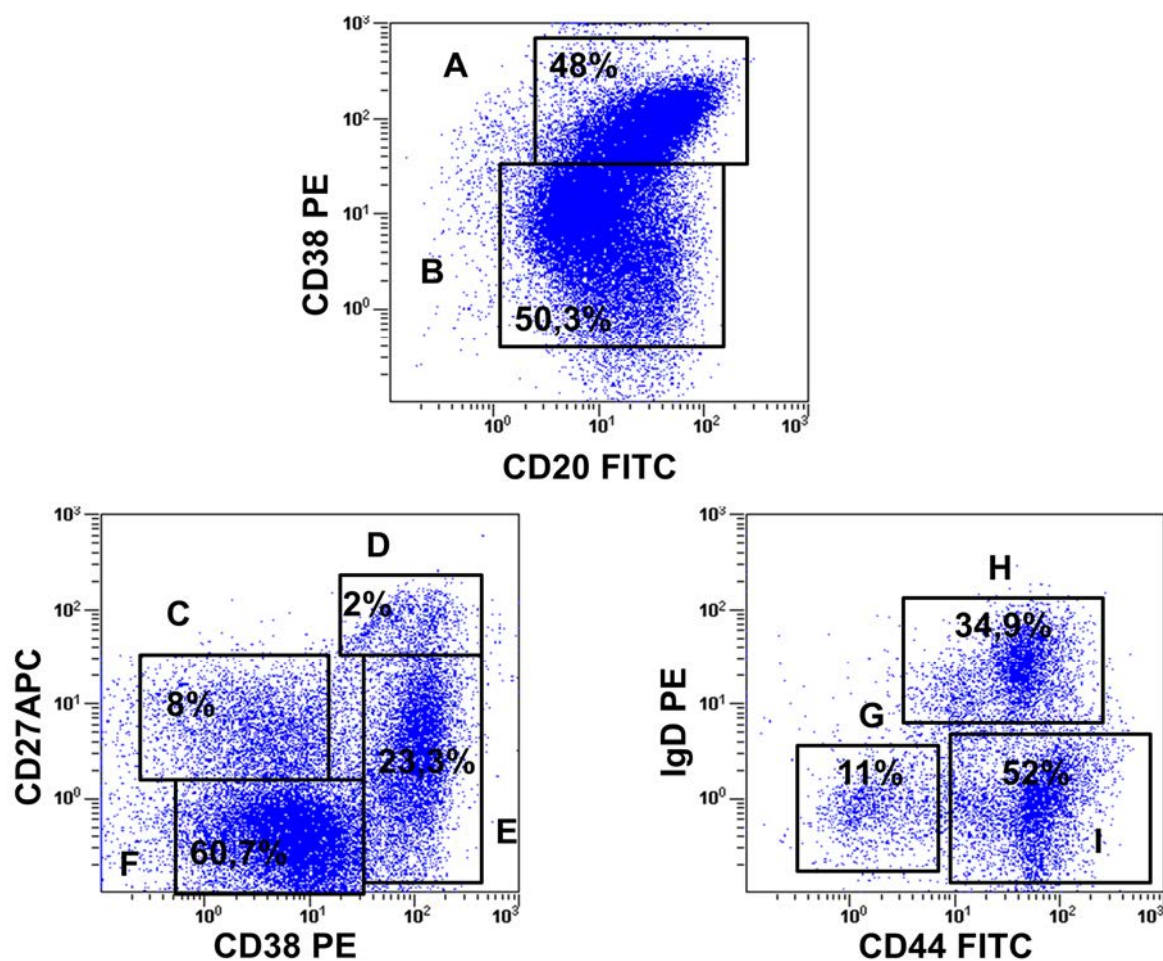 10³
A
48%
10²
CD38 PE
10¹
B
10⁰
50,3%
10⁰ 10¹ 10² 10³
CD20 FITC
10³
D
C
10²
2%
8%
10¹
CD27APC
23,3%
10⁰
E
F
60,7%
10⁰ 10¹ 10² 10³
CD38 PE
10³
H
10²
34,9%
10¹
G
IgD PE
11%
52%
10⁰
I
10⁰ 10¹ 10² 10³
CD44 FITC